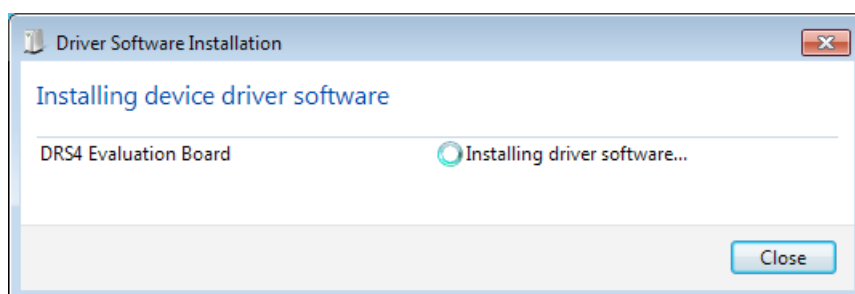 Driver Software Installation
Installing device driver software
DRS4 Evaluation Board Installing driver software...
Close